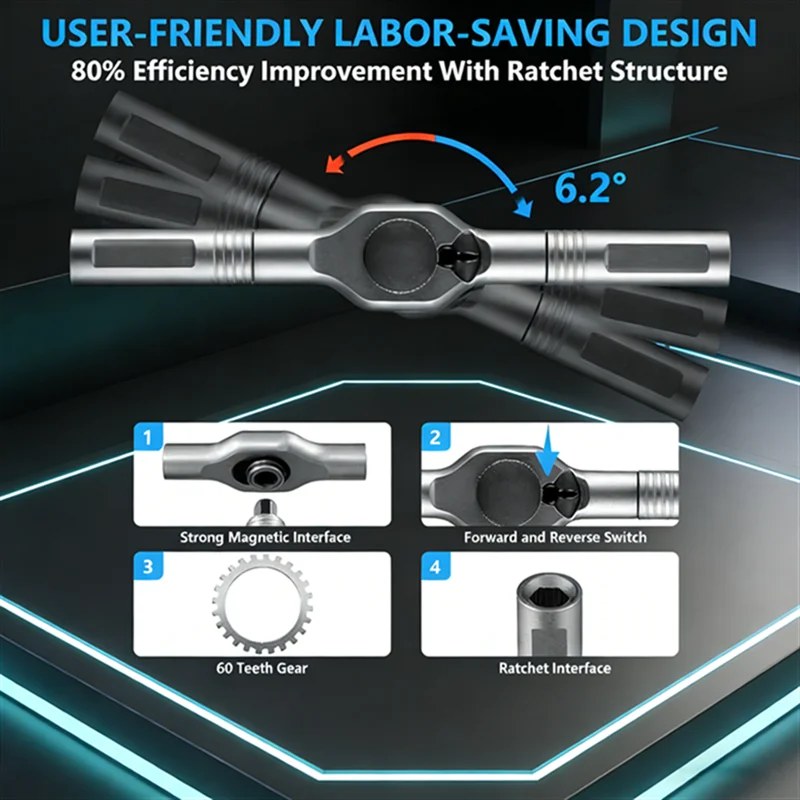 USER-FRIENDLY LABOR-SAVING DESIGN
80% Efficiency Improvement With Ratchet Structure
6.2°
1
Strong Magnetic Interface
2
Forward and Reverse Switch
3
60 Teeth Gear
4
Ratchet Interface